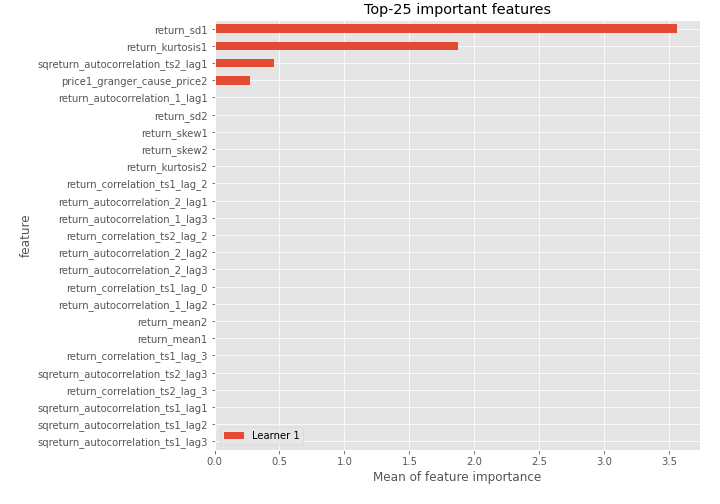 Top-25 important features
return_sd1
return_kurtosis1
sqreturn_autocorrelation_ts2_lag1
price1_granger_cause_price2
return_autocorrelation_1_lag1
return_sd2
return_skew1
return_skew2
return_kurtosis2
return_correlation_ts1_lag_2
return_autocorrelation_2_lag1
return_autocorrelation_1_lag3
return_correlation_ts2_lag_2
return_autocorrelation_2_lag2
return_autocorrelation_2_lag3
return_correlation_ts1_lag_0
return_autocorrelation_1_lag2
return_mean2
return_mean1
return_correlation_ts1_lag_3
sqreturn_autocorrelation_ts2_lag3
return_correlation_ts2_lag_3
sqreturn_autocorrelation_ts1_lag1
sqreturn_autocorrelation_ts1_lag2
sqreturn_autocorrelation_ts1_lag3
feature
Learner 1
0.0 0.5 1.0 1.5 2.0 2.5 3.0 3.5
Mean of feature importance